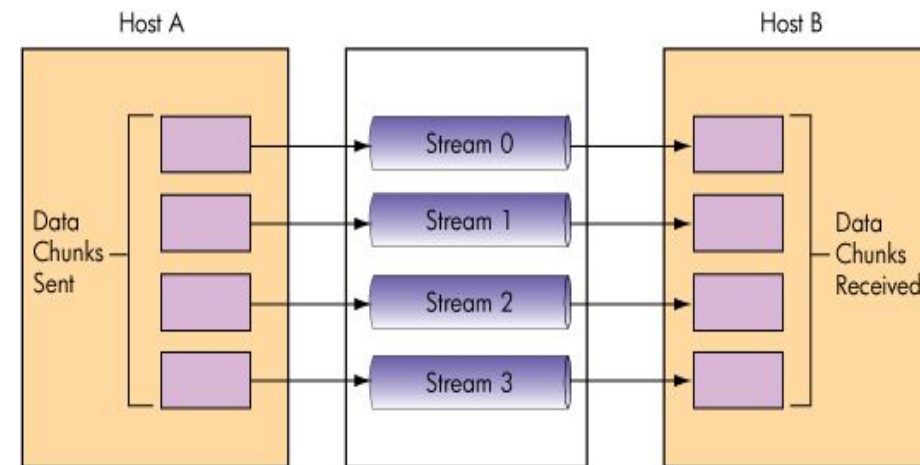 Host A
Host B
Data
Chunks
Sent
Stream 0
Stream 1
Stream 2
Stream 3
Data
Chunks
Received